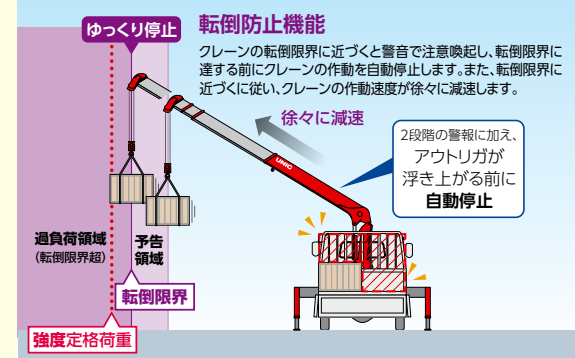 ゆっくり停止
転倒防止機能
クレーンの転倒限界に近づくと警音で注意喚起し、転倒限界に
達する前にクレーンの作動を自動停止します。また、転倒限界に
近づくに従い、クレーンの作動速度が徐々に減速します。
徐々に減速
2段階の警報に加え、
アウトリガが
浮き上がる前に
自動停止
UNIC
過負荷領域
(転倒限界超)
予告
領域
転倒限界
強度定格荷重